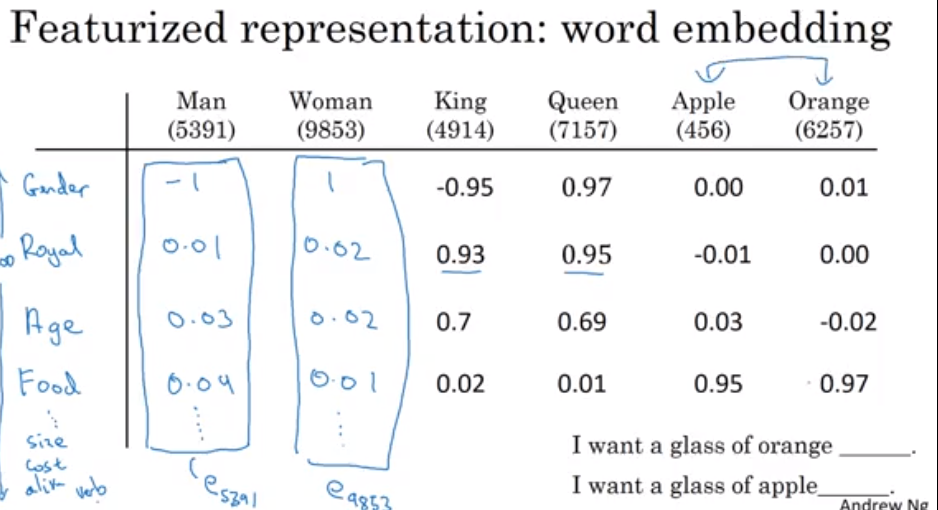 Featurized representation: word embedding
Man Woman King Queen Apple Orange
(5391) (9853) (4914) (7157) (456) (6257)
Gender -1 1 -0.95 0.97 0.00 0.01
Royal 0.01 0.02 0.93 0.95 -0.01 0.00
Age 0.03 0.02 0.7 0.69 0.03 -0.02
Food 0.04 0.01 0.02 0.01 0.95 0.97
size
cost
aliv verb
e5391 e9853
I want a glass of orange ______.
I want a glass of apple______.
Andrew Ng